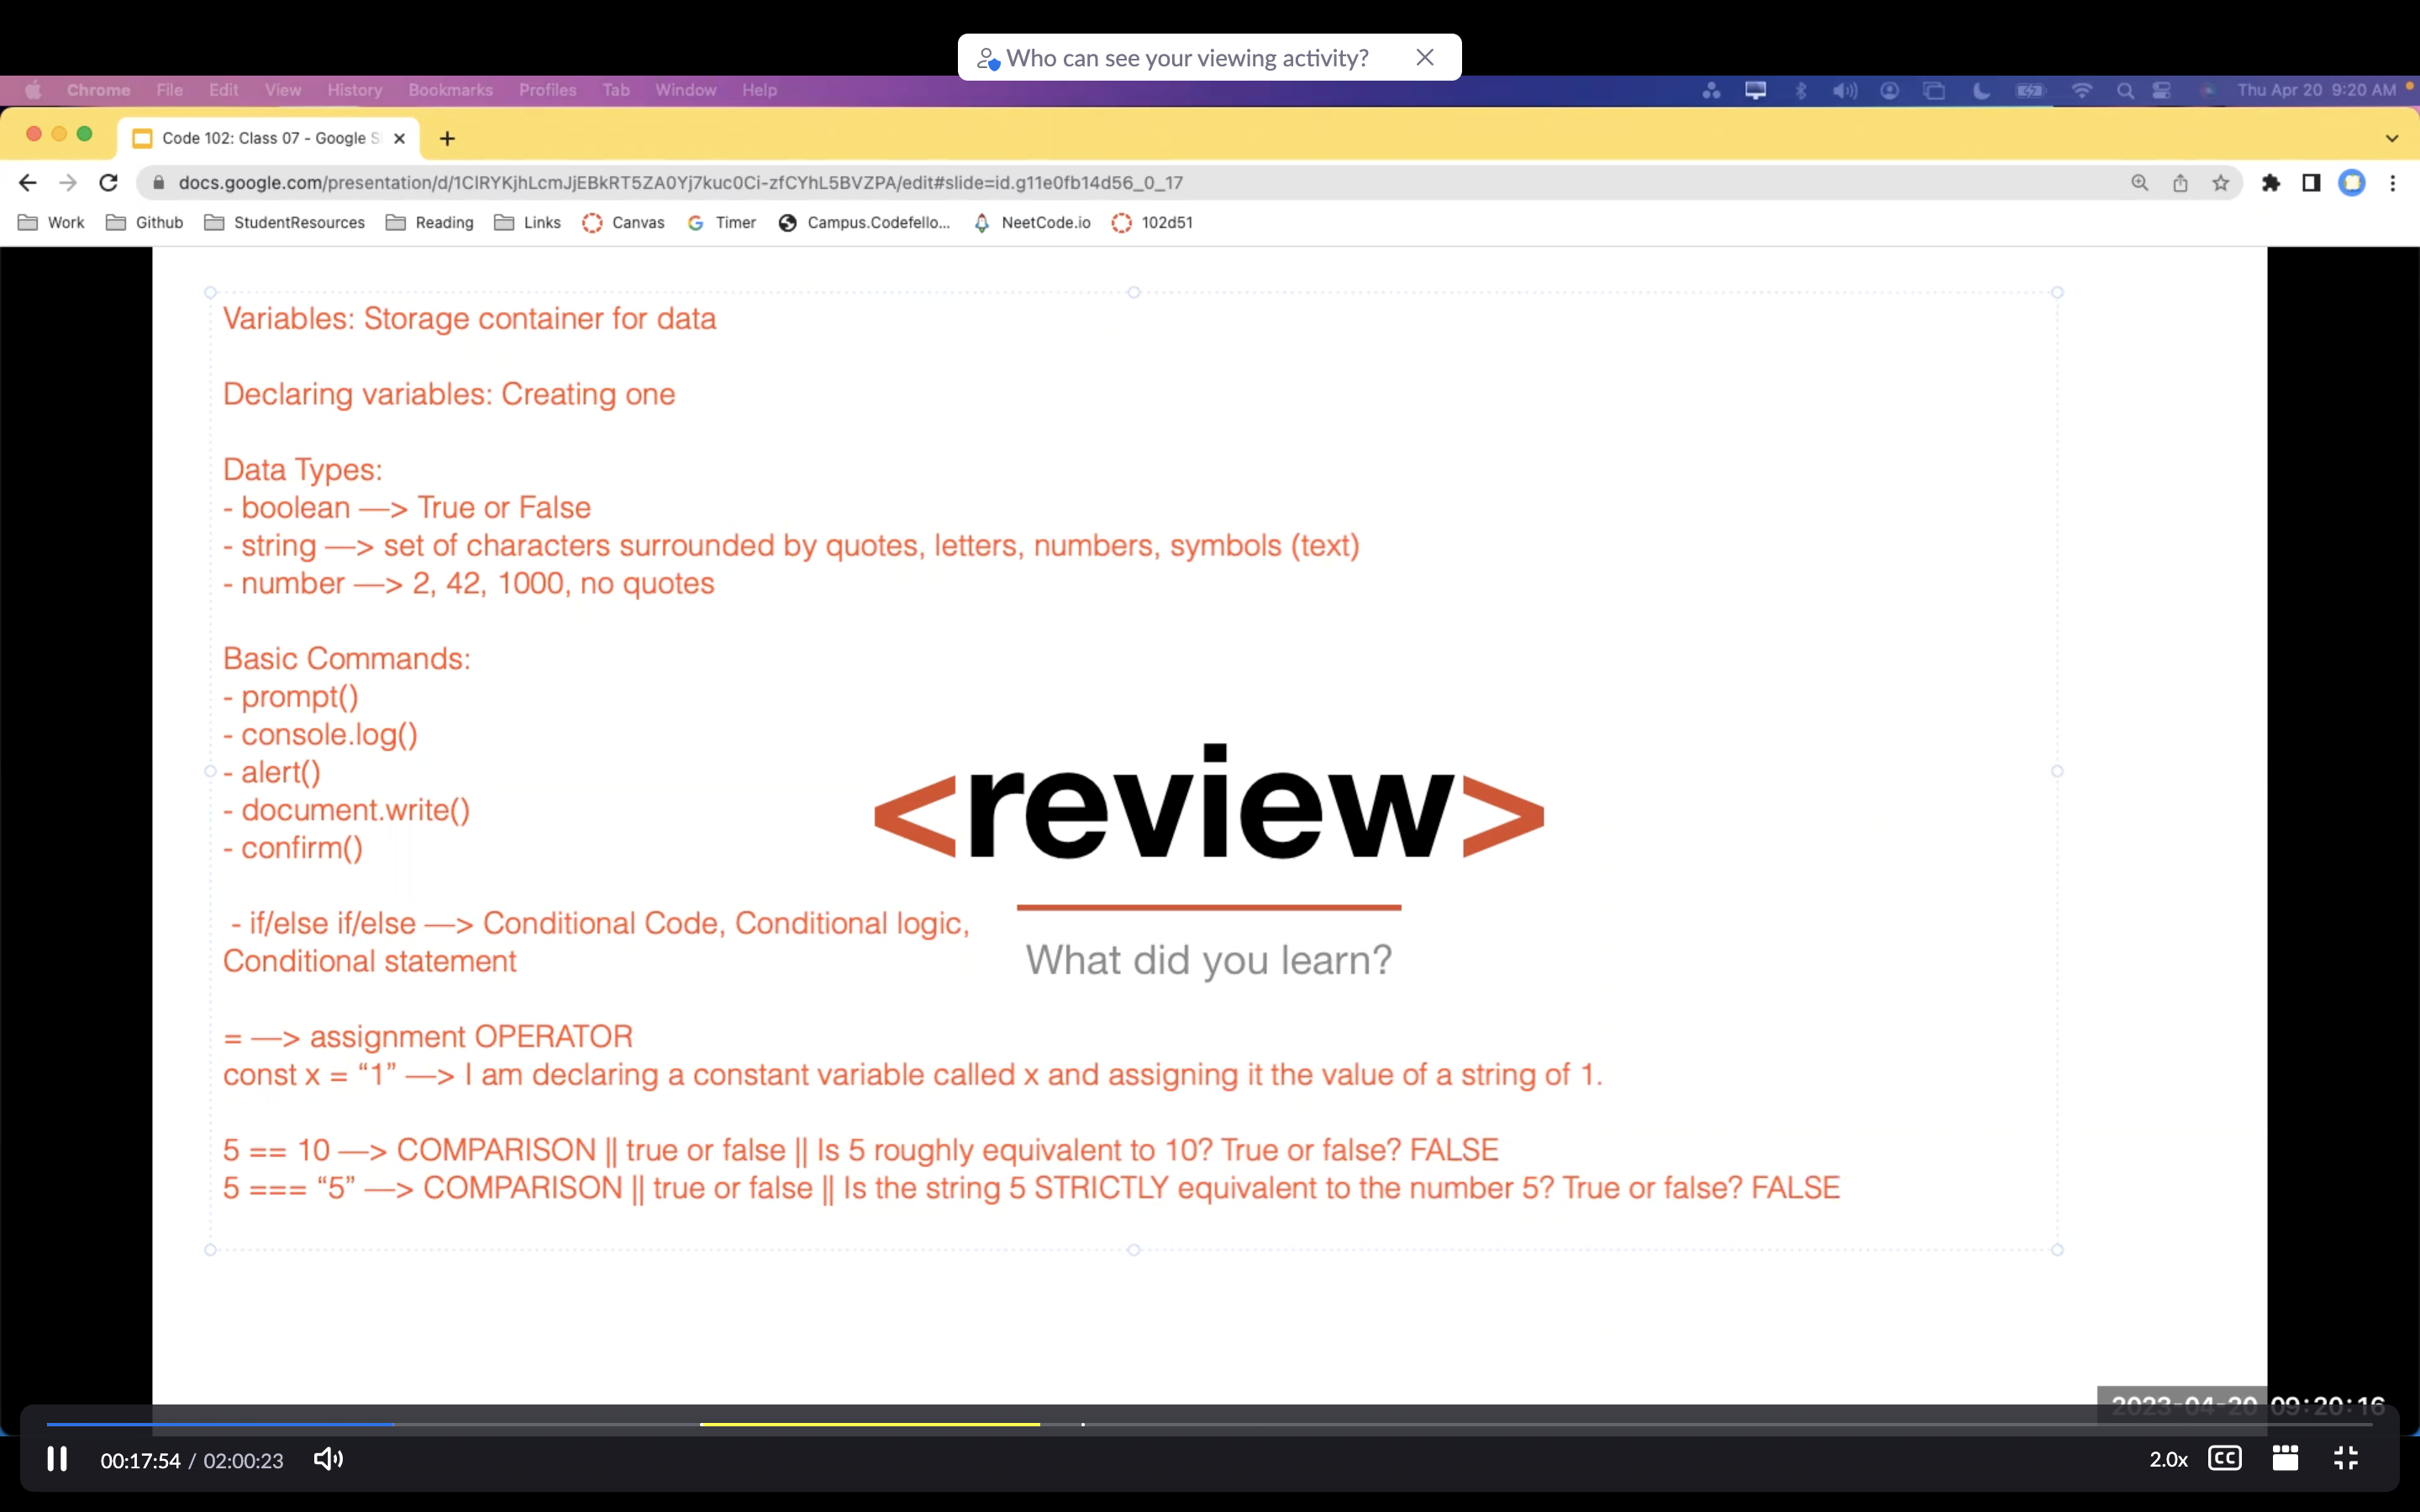 Who can see your viewing activity?
Chrome File Edit View History Bookmarks Profiles Tab Window Help Thu Apr 20 9:20 AM
Code 102: Class 07 - Google S
docs.google.com/presentation/d/1ClRYKjhLcmJjEBkRT5ZA0Yj7kuc0Ci-zfCYhL5BVZPA/edit#slide=id.g11e0fb14d56_0_17
Work Github StudentResources Reading Links Canvas Timer Campus.Codefello... NeetCode.io 102d51
Variables: Storage container for data
Declaring variables: Creating one
Data Types:
- boolean —> True or False
- string —> set of characters surrounded by quotes, letters, numbers, symbols (text)
- number —> 2, 42, 1000, no quotes
Basic Commands:
- prompt()
- console.log()
- alert()
- document.write()
- confirm()
<review>
- if/else if/else —> Conditional Code, Conditional logic,
Conditional statement
What did you learn?
= —> assignment OPERATOR
const x = “1” —> I am declaring a constant variable called x and assigning it the value of a string of 1.
5 == 10 —> COMPARISON || true or false || Is 5 roughly equivalent to 10? True or false? FALSE
5 === “5” —> COMPARISON || true or false || Is the string 5 STRICTLY equivalent to the number 5? True or false? FALSE
2023-04-20 09:20:16
00:17:54 / 02:00:23 2.0x CC